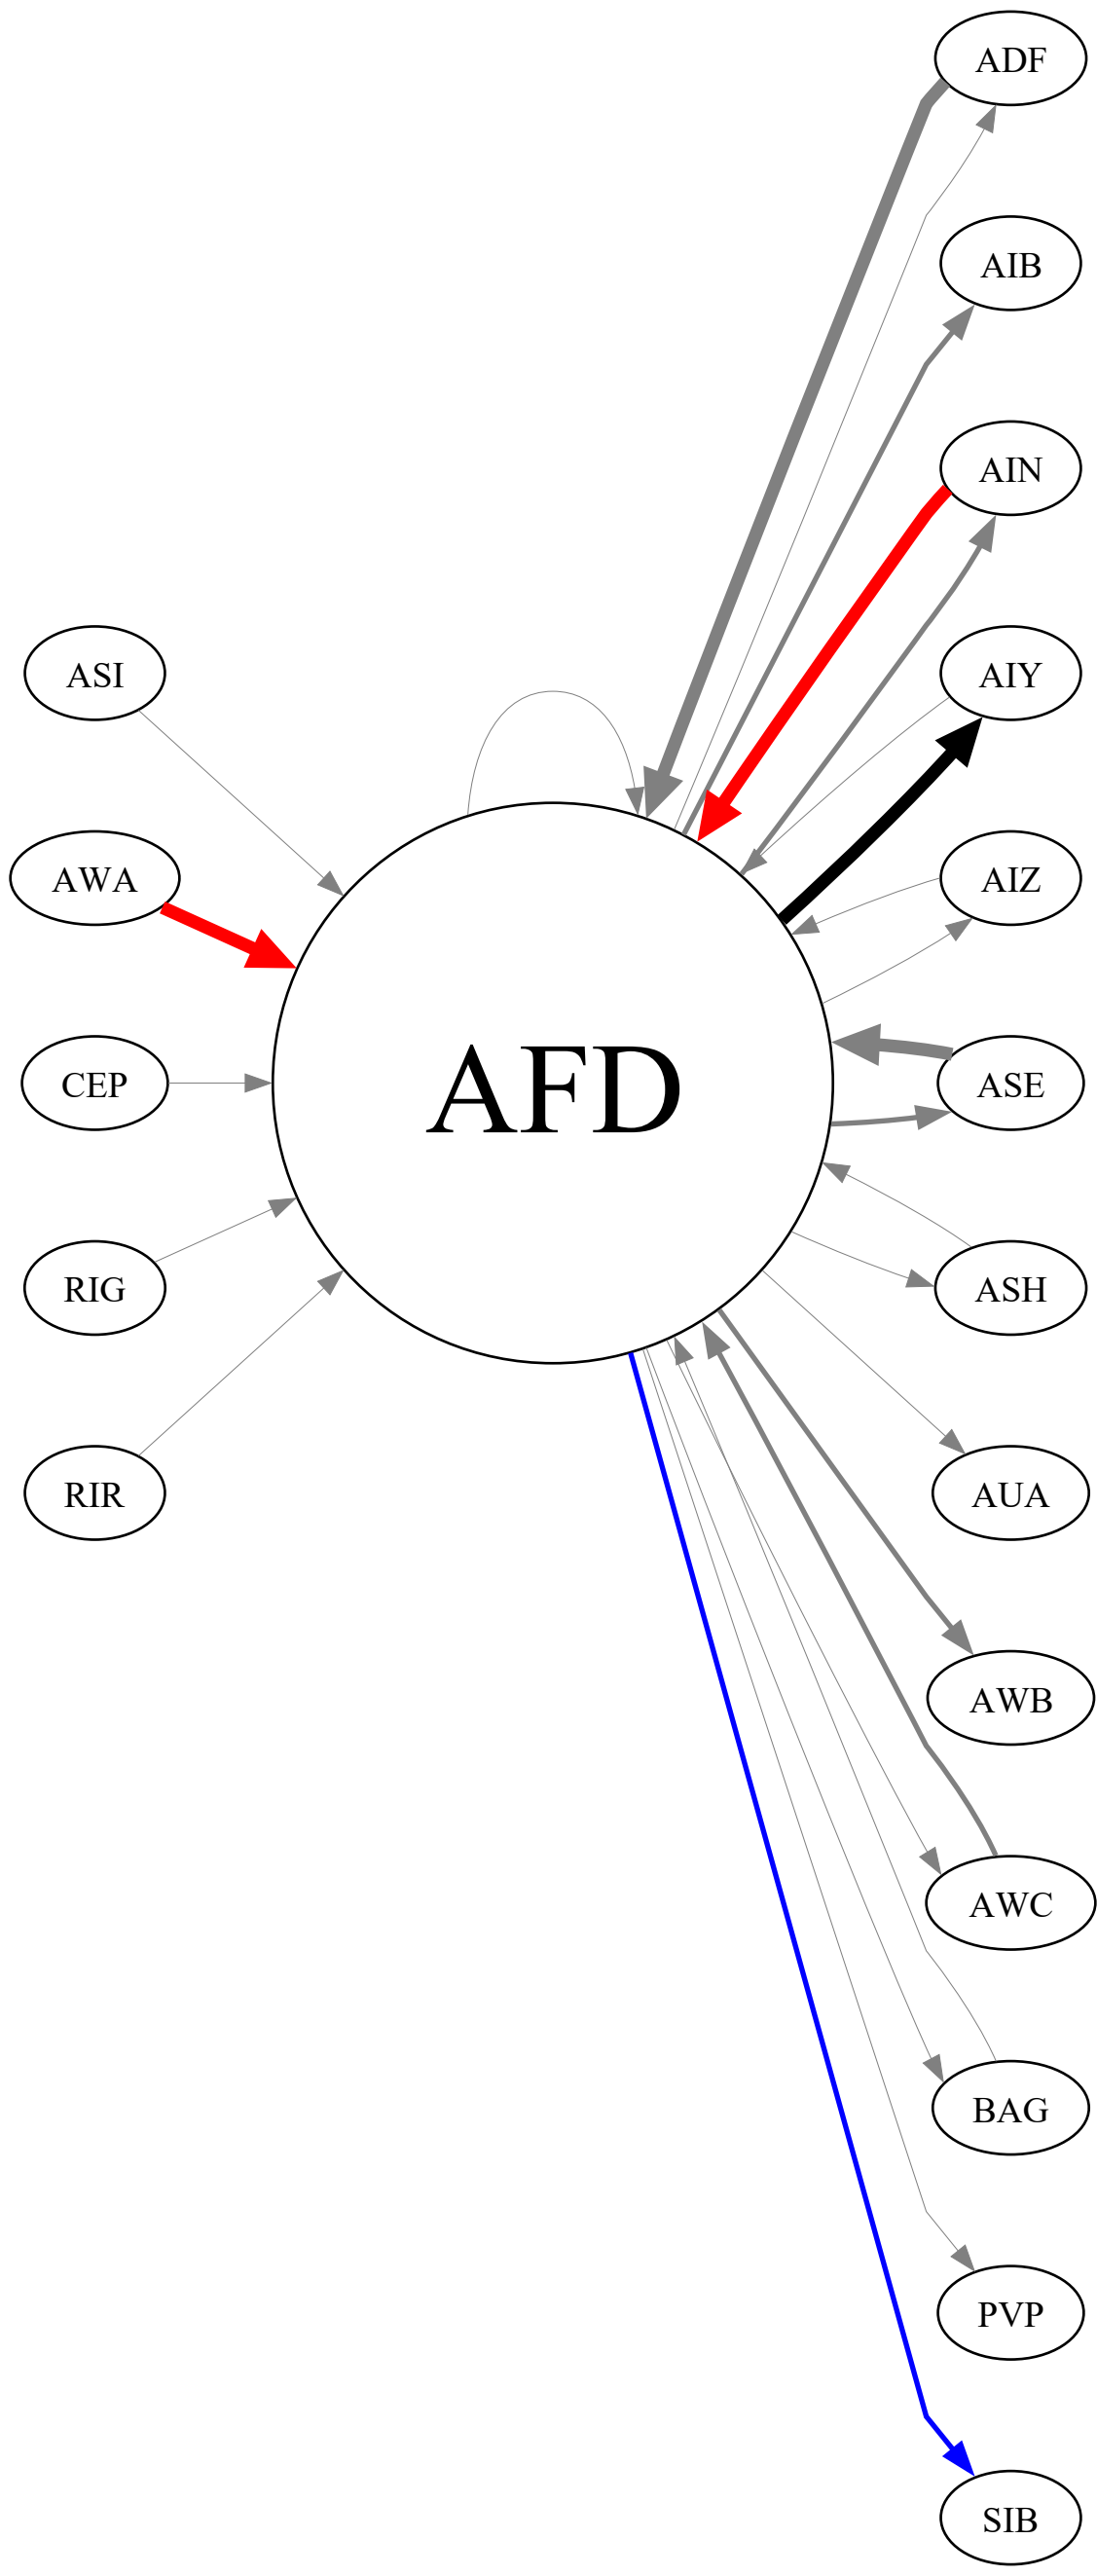 ADF
AIB
AIN
ASI
AIY
AWA
AIZ
AFD
CEP
ASE
RIG
ASH
RIR
AUA
AWB
AWC
BAG
PVP
SIB